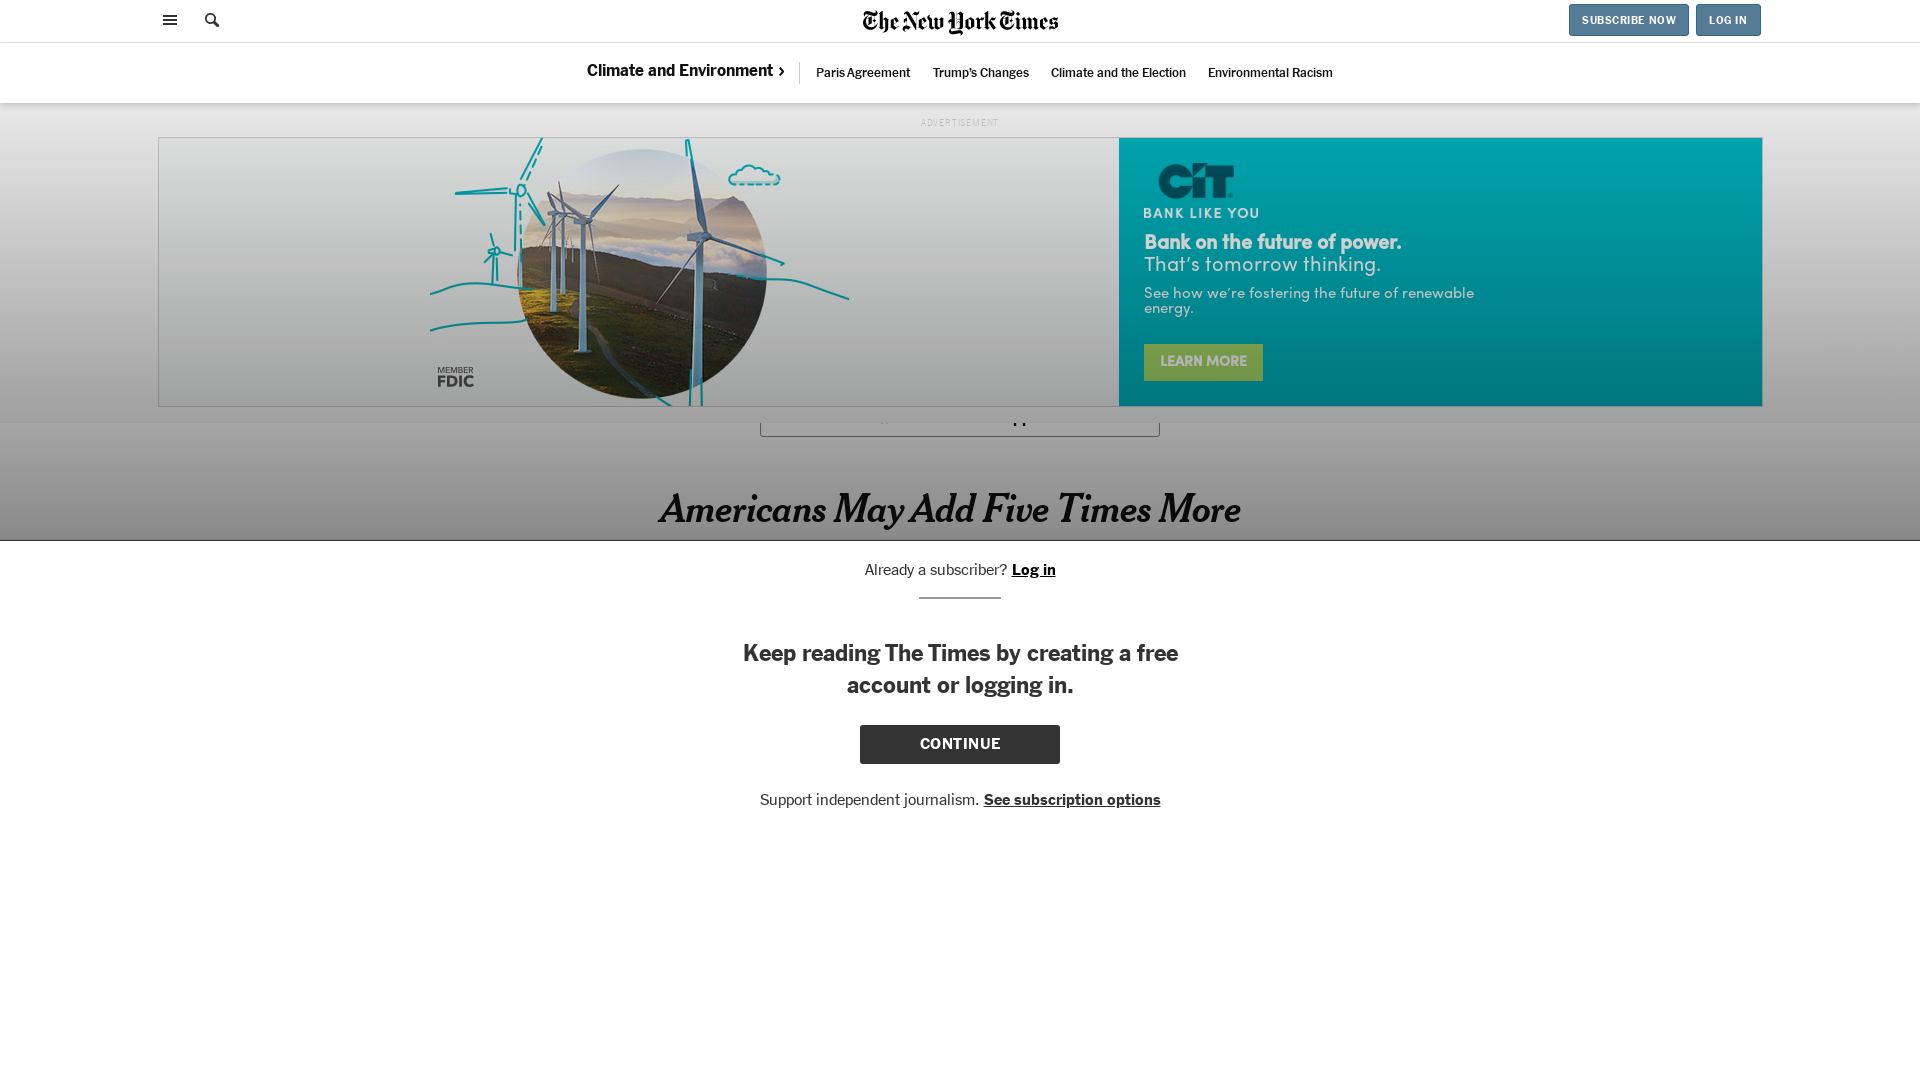 The New York Times
SUBSCRIBE NOW
LOG IN
Climate and Environment ›
Paris Agreement
Trump's Changes
Climate and the Election
Environmental Racism
ADVERTISEMENT
CIT
BANK LIKE YOU
Bank on the future of power.
That's tomorrow thinking.
See how we're fostering the future of renewable
energy.
LEARN MORE
MEMBER
FDIC
Americans May Add Five Times More
Already a subscriber? Log in
Keep reading The Times by creating a free
account or logging in.
CONTINUE
Support independent journalism. See subscription options